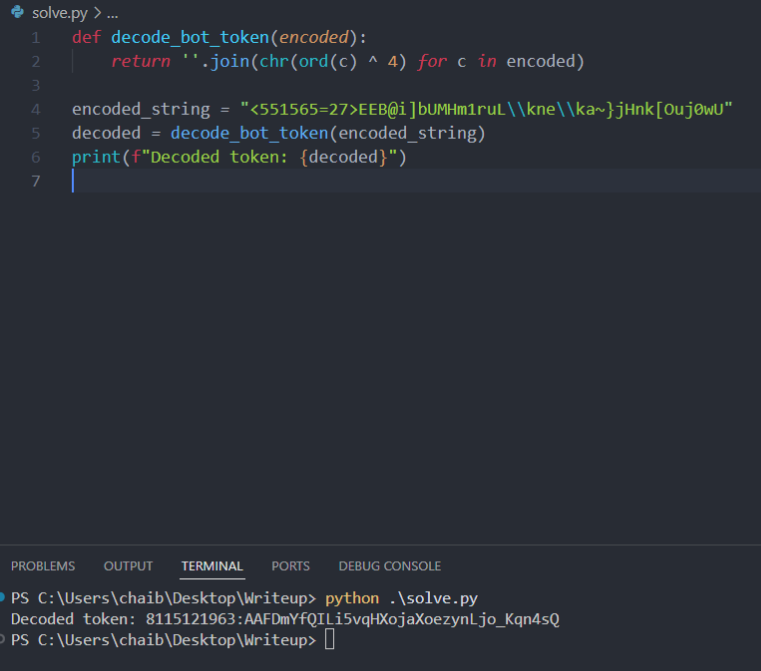 solve.py > ...
1 def decode_bot_token(encoded):
2     return ''.join(chr(ord(c) ^ 4) for c in encoded)
3
4 encoded_string = "<551565=27>EEB@i]bUMHm1ruL\\kne\\ka~}jHnk[Ouj0wU"
5 decoded = decode_bot_token(encoded_string)
6 print(f"Decoded token: {decoded}")
7
PROBLEMS OUTPUT TERMINAL PORTS DEBUG CONSOLE
PS C:\Users\chaib\Desktop\Writeup> python .\solve.py
Decoded token: 8115121963:AAFDmYfQILi5vqHXojaXoezynLjo_Kqn4sQ
PS C:\Users\chaib\Desktop\Writeup>